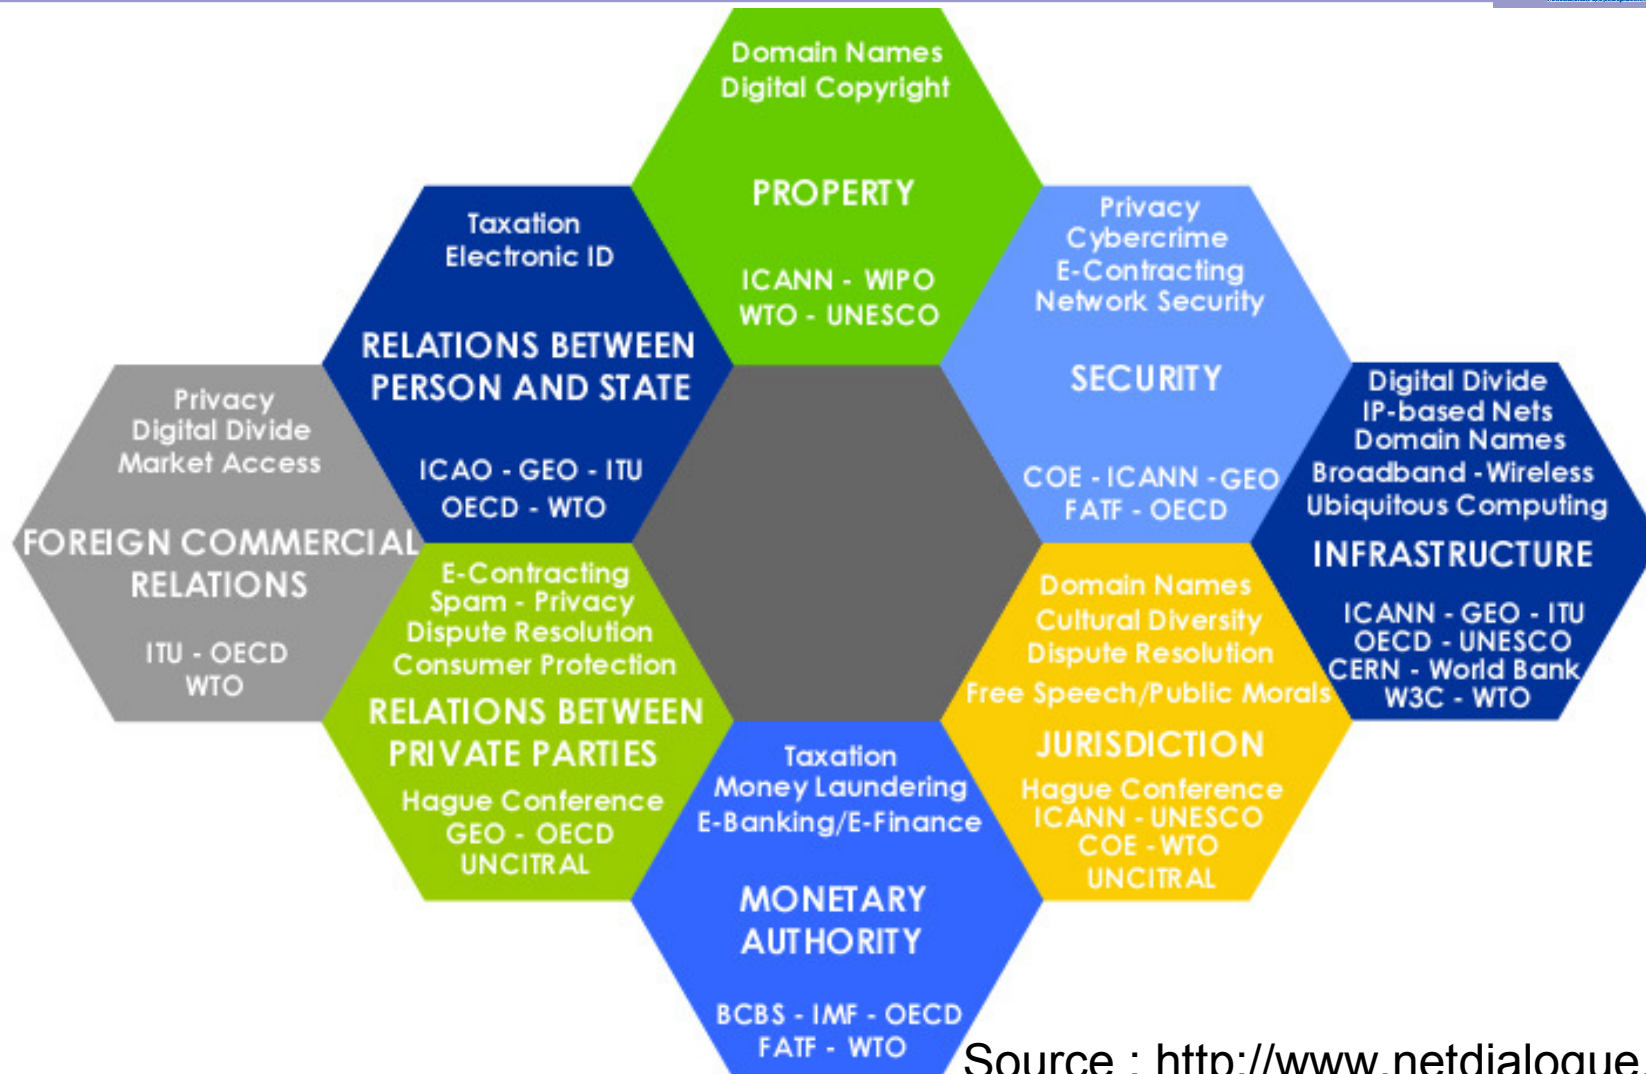 Domain Names
Digital Copyright
PROPERTY
ICANN - WIPO
WTO - UNESCO
Taxation
Electronic ID
RELATIONS BETWEEN
PERSON AND STATE
ICAO - GEO - ITU
OECD - WTO
Privacy
Cybercrime
E-Contracting
Network Security
SECURITY
COE - ICANN - GEO
FATF - OECD
Privacy
Digital Divide
Market Access
FOREIGN COMMERCIAL
RELATIONS
ITU - OECD
WTO
Digital Divide
IP-based Nets
Domain Names
Broadband - Wireless
Ubiquitous Computing
INFRASTRUCTURE
ICANN - GEO - ITU
OECD - UNESCO
CERN - World Bank
W3C - WTO
E-Contracting
Spam - Privacy
Dispute Resolution
Consumer Protection
RELATIONS BETWEEN
PRIVATE PARTIES
Hague Conference
GEO - OECD
UNCITRAL
Domain Names
Cultural Diversity
Dispute Resolution
Free Speech/Public Morals
JURISDICTION
Hague Conference
ICANN - UNESCO
COE - WTO
UNCITRAL
Taxation
Money Laundering
E-Banking/E-Finance
MONETARY
AUTHORITY
BCBS - IMF - OECD
FATF - WTO
Source : http://www.netdialogue.